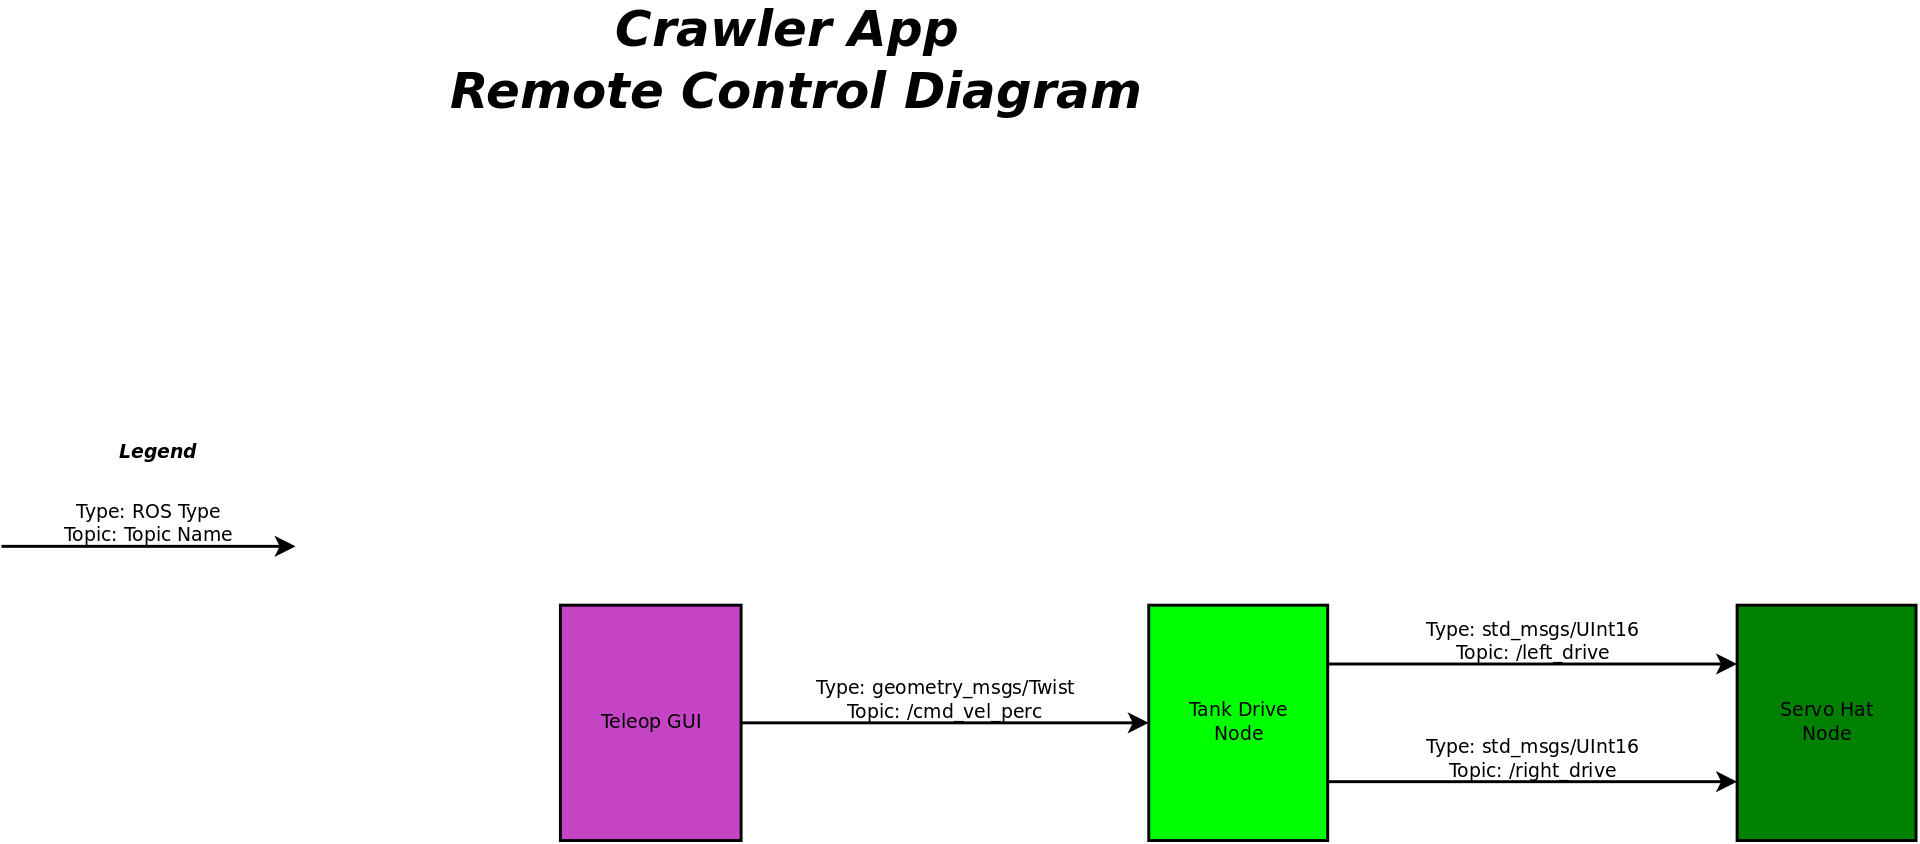 Crawler App
Remote Control Diagram
Legend
Type: ROS Type
Topic: Topic Name
Teleop GUI
Type: geometry_msgs/Twist
Topic: /cmd_vel_perc
Tank Drive
Node
Type: std_msgs/UInt16
Topic: /left_drive
Type: std_msgs/UInt16
Topic: /right_drive
Servo Hat
Node